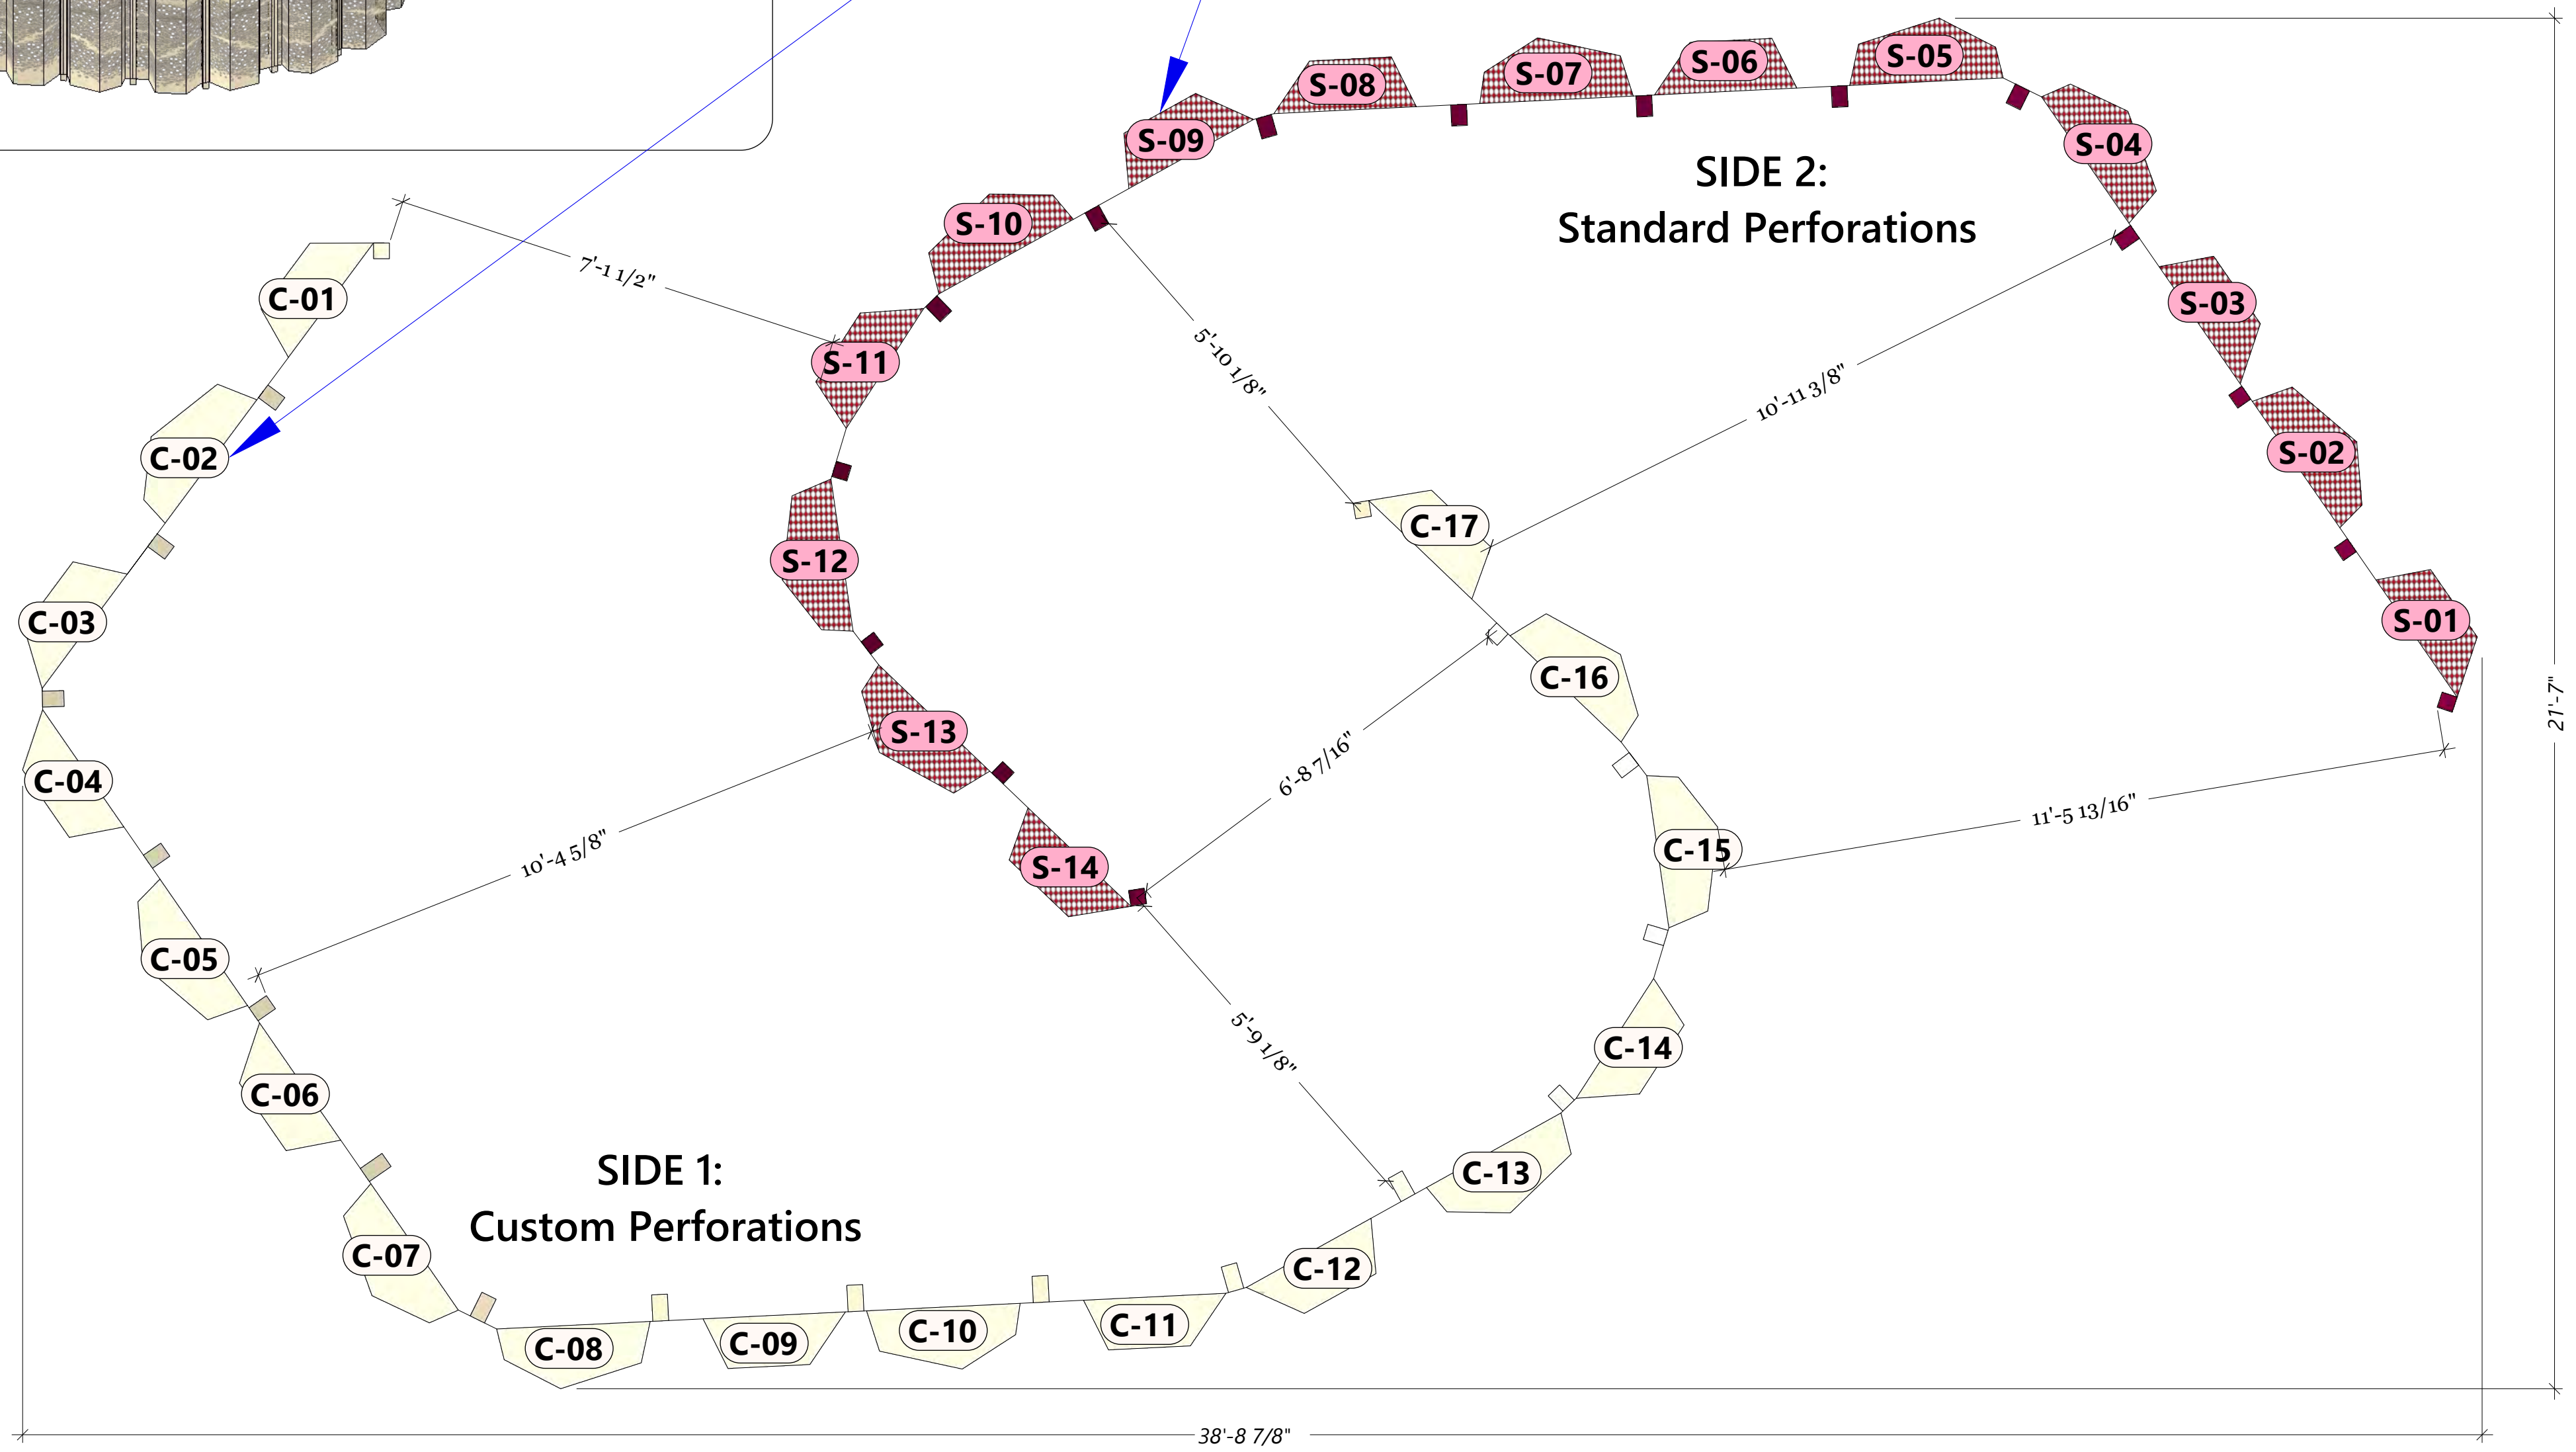 S-05
S-06
S-07
S-08
S-09
S-04
SIDE 2:
Standard Perforations
S-10
7'-1 1/2"
C-01
S-03
S-11
5'-10 1/8"
10'-11 3/8"
C-02
S-02
C-17
S-12
C-03
S-01
C-16
21'-7"
S-13
6'-8 7/16"
C-04
11'-5 13/16"
10'-4 5/8"
C-15
S-14
C-05
5'-9 1/8"
C-14
C-06
SIDE 1:
Custom Perforations
C-13
C-07
C-12
C-11
C-10
C-09
C-08
38'-8 7/8"